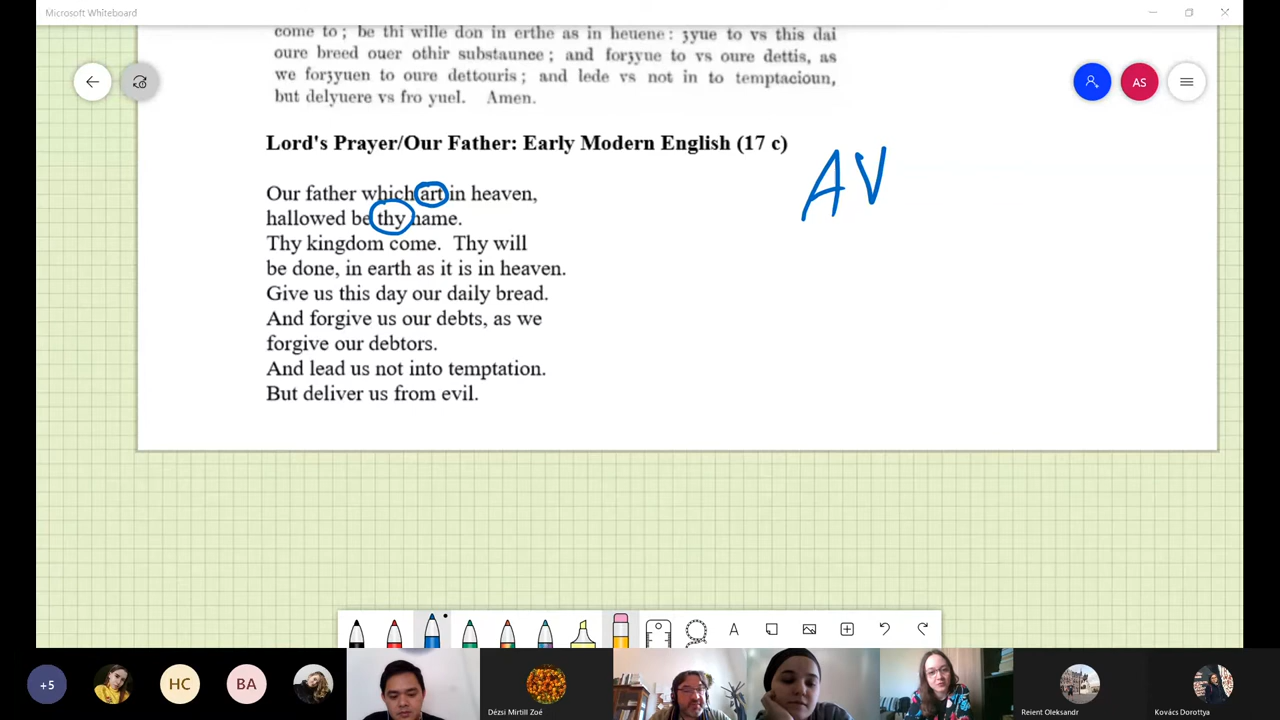 Microsoft Whiteboard
come to ; be thi wille don in erthe as in heuene : ȝyue to vs this dai
oure breed ouer othir substaunce ; and forȝyue to vs oure dettis, as
we forȝyuen to oure dettouris ; and lede vs not in to temptacioun,
but delyuere vs fro yuel. Amen.
AS
Lord's Prayer/Our Father: Early Modern English (17 c)
AV
Our father which art in heaven,
hallowed be thy name.
Thy kingdom come. Thy will
be done, in earth as it is in heaven.
Give us this day our daily bread.
And forgive us our debts, as we
forgive our debtors.
And lead us not into temptation.
But deliver us from evil.
A
+5
HC
BA
Dézsi Mirtill Zoé
Reient Oleksandr
Kovács Dorottya